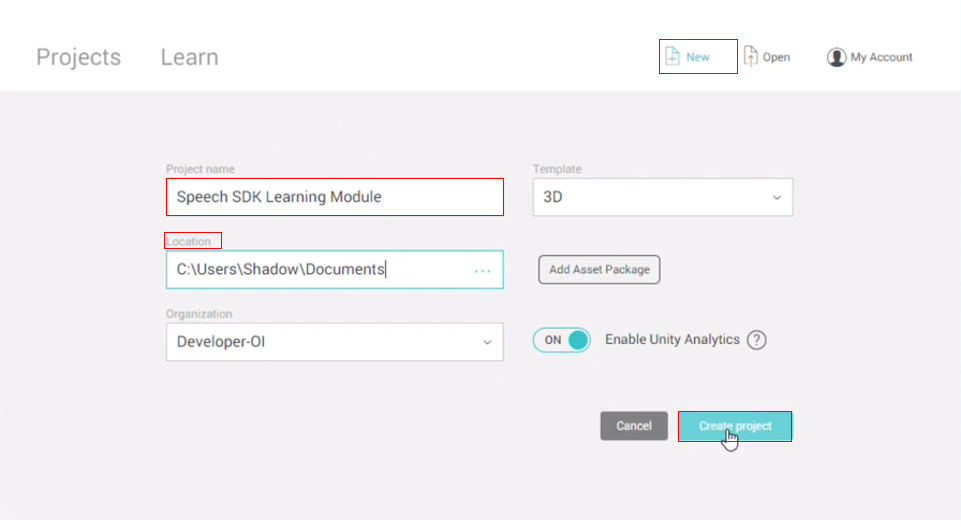 Projects Learn New Open My Account
Project name Template
Speech SDK Learning Module 3D
Location
C:\Users\Shadow\Documents ... Add Asset Package
Organization
Developer-OI ON Enable Unity Analytics ?
Cancel Create project